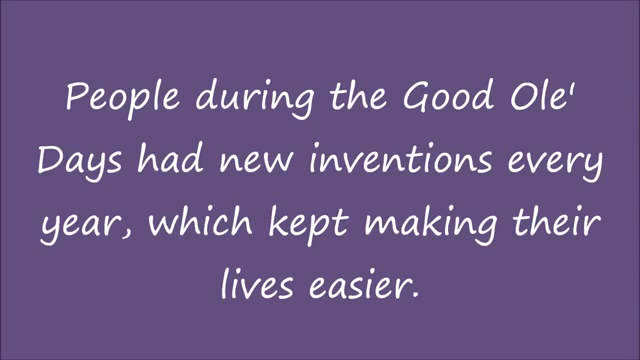 People during the Good Ole'
Days had new inventions every
year, which kept making their
lives easier.